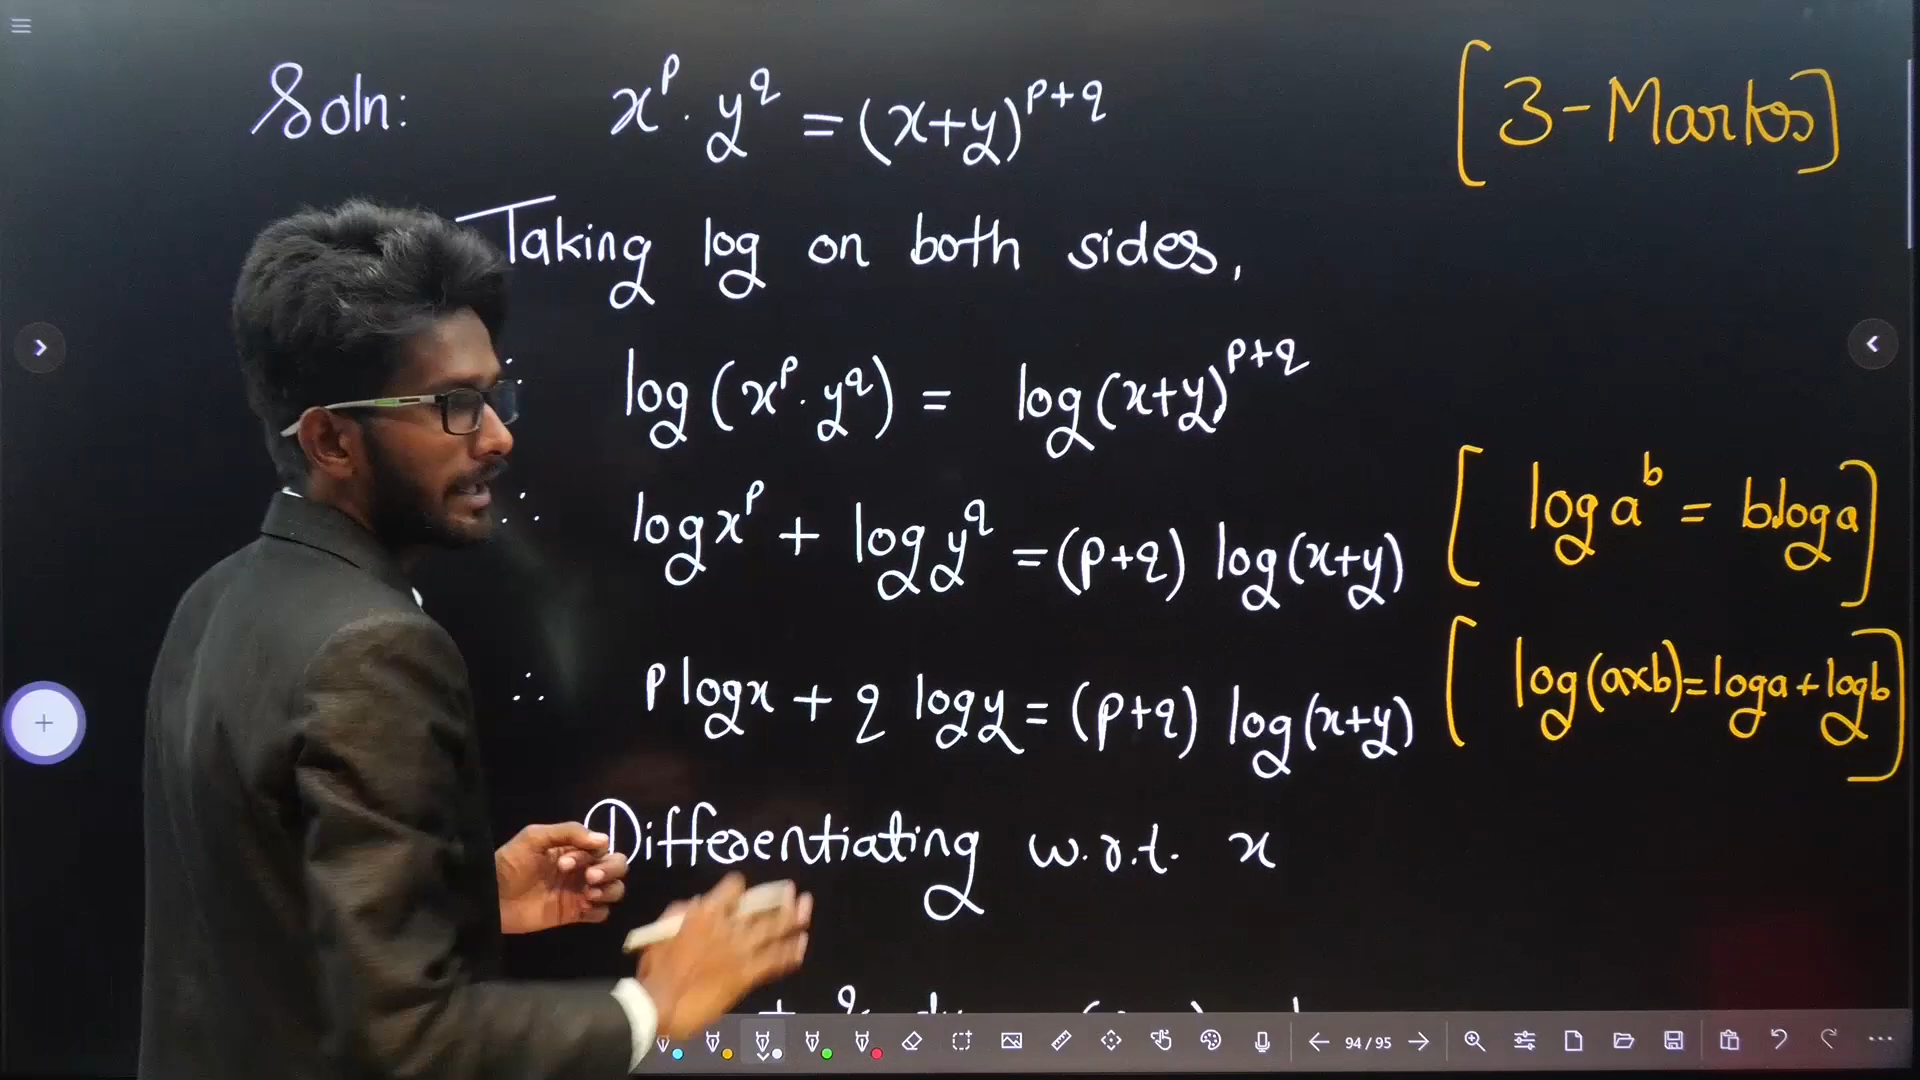 Soln: x^p · y^q = (x+y)^{p+q} [3-Marks]
Taking log on both sides,
∴ log (x^p · y^q) = log (x+y)^{p+q}
∴ log x^p + log y^q = (p+q) log (x+y) [log a^b = b log a]
∴ p log x + q log y = (p+q) log (x+y) [log (a×b) = log a + log b]
Differentiating w.r.t. x
94 / 95